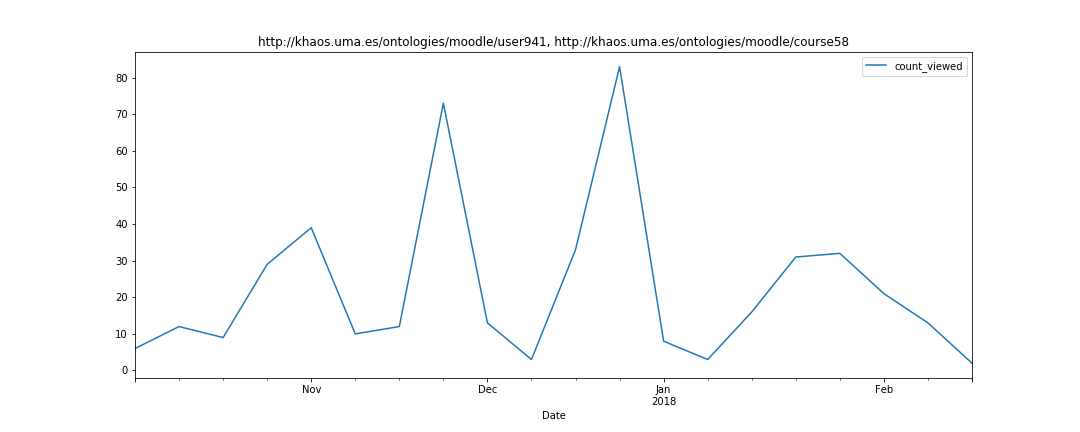 http://khaos.uma.es/ontologies/moodle/user941, http://khaos.uma.es/ontologies/moodle/course58
count_viewed
80
70
60
50
40
30
20
10
0
Nov
Dec
Jan
2018
Feb
Date